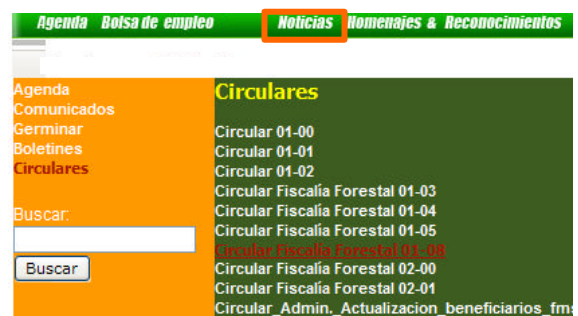 Agenda Bolsa de empleo Noticias Homenajes & Reconocimientos
Agenda
Comunicados
Germinar
Boletines
Circulares
Buscar:
Buscar
Circulares
Circular 01-00
Circular 01-01
Circular 01-02
Circular Fiscalía Forestal 01-03
Circular Fiscalía Forestal 01-04
Circular Fiscalía Forestal 01-05
Circular Fiscalía Forestal 01-08
Circular Fiscalía Forestal 02-00
Circular Fiscalía Forestal 02-01
Circular_Admin._Actualizacion_beneficiarios_fms